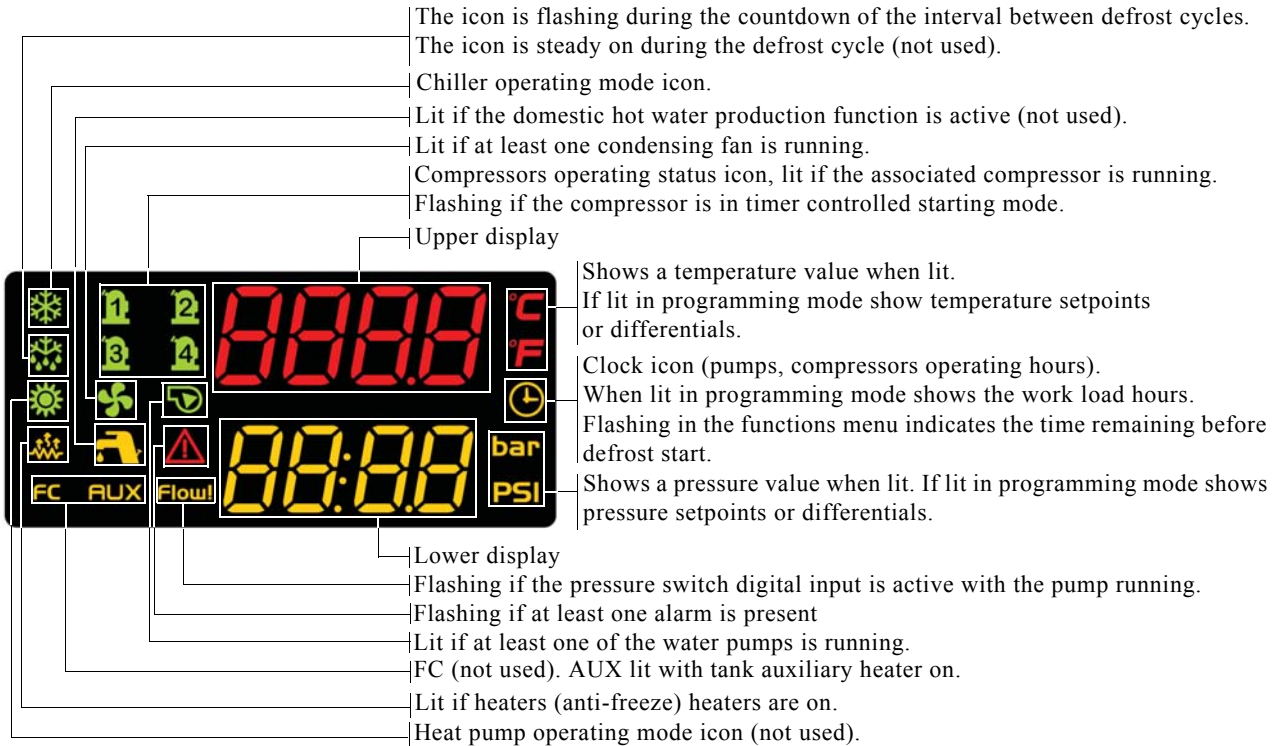 The icon is flashing during the countdown of the interval between defrost cycles.
The icon is steady on during the defrost cycle (not used).
Chiller operating mode icon.
Lit if the domestic hot water production function is active (not used).
Lit if at least one condensing fan is running.
Compressors operating status icon, lit if the associated compressor is running.
Flashing if the compressor is in timer controlled starting mode.
Upper display
1 2
3 4
88.8.8
°C
°F
Shows a temperature value when lit.
If lit in programming mode show temperature setpoints
or differentials.
Clock icon (pumps, compressors operating hours).
When lit in programming mode shows the work load hours.
Flashing in the functions menu indicates the time remaining before
defrost start.
FC AUX Flow!
88:8.8
bar
PSI
Shows a pressure value when lit. If lit in programming mode shows
pressure setpoints or differentials.
Lower display
Flashing if the pressure switch digital input is active with the pump running.
Flashing if at least one alarm is present
Lit if at least one of the water pumps is running.
FC (not used). AUX lit with tank auxiliary heater on.
Lit if heaters (anti-freeze) heaters are on.
Heat pump operating mode icon (not used).